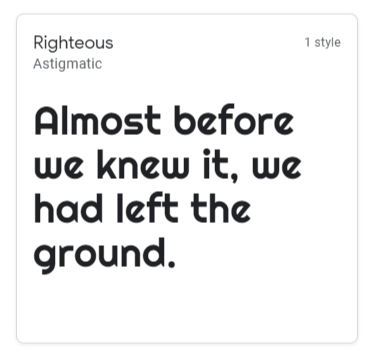 Righteous 1 style
Astigmatic
Almost before
we knew it, we
had left the
ground.